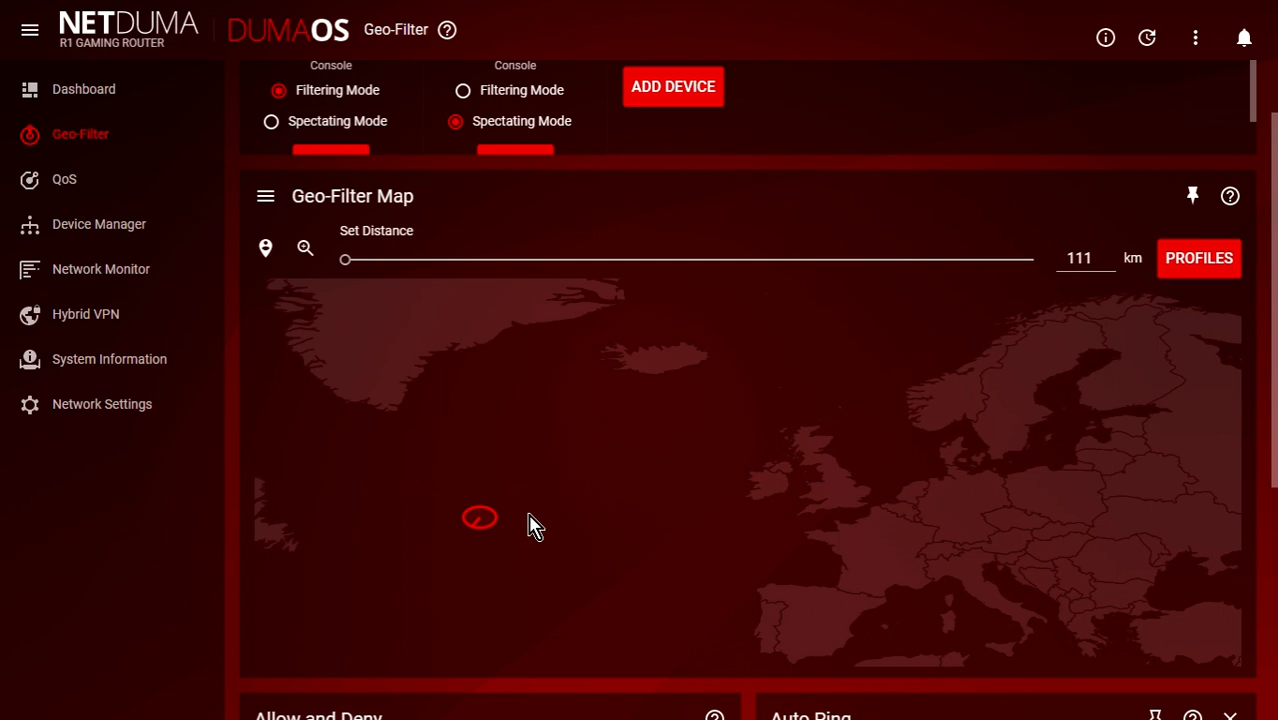 NETDUMA
R1 GAMING ROUTER
DUMAOS
Geo-Filter
Dashboard
Geo-Filter
QoS
Device Manager
Network Monitor
Hybrid VPN
System Information
Network Settings
Console
Console
Filtering Mode
Filtering Mode
Spectating Mode
Spectating Mode
ADD DEVICE
Geo-Filter Map
Set Distance
111 km
PROFILES
Allow and Deny
Auto Ping